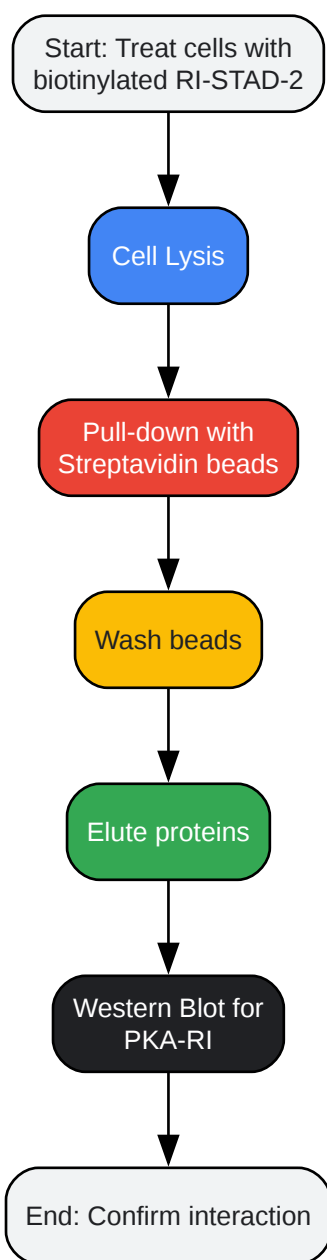 Start: Treat cells with
biotinylated RI-STAD-2
Cell Lysis
Pull-down with
Streptavidin beads
Wash beads
Elute proteins
Western Blot for
PKA-RI
End: Confirm interaction